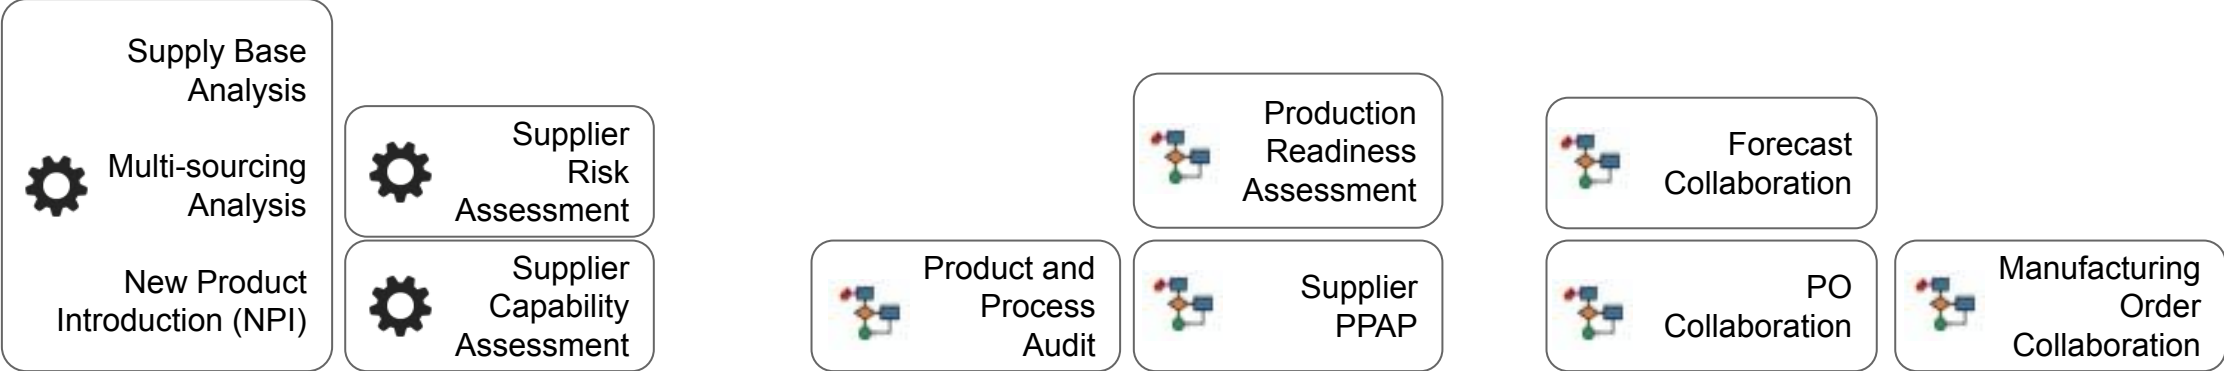 Supply Base
Analysis
Multi-sourcing
Analysis
New Product
Introduction (NPI)
Supplier
Risk
Assessment
Supplier
Capability
Assessment
Product and
Process
Audit
Production
Readiness
Assessment
Supplier
PPAP
Forecast
Collaboration
PO
Collaboration
Manufacturing
Order
Collaboration